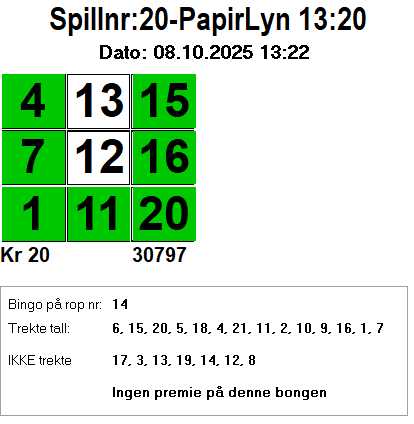 Spillnr:20-PapirLyn 13:20
Dato: 08.10.2025 13:22
4 13 15
7 12 16
1 11 20
Kr 20 30797
Bingo på rop nr: 14
Trekte tall: 6, 15, 20, 5, 18, 4, 21, 11, 2, 10, 9, 16, 1, 7
IKKE trekte 17, 3, 13, 19, 14, 12, 8
Ingen premie på denne bongen